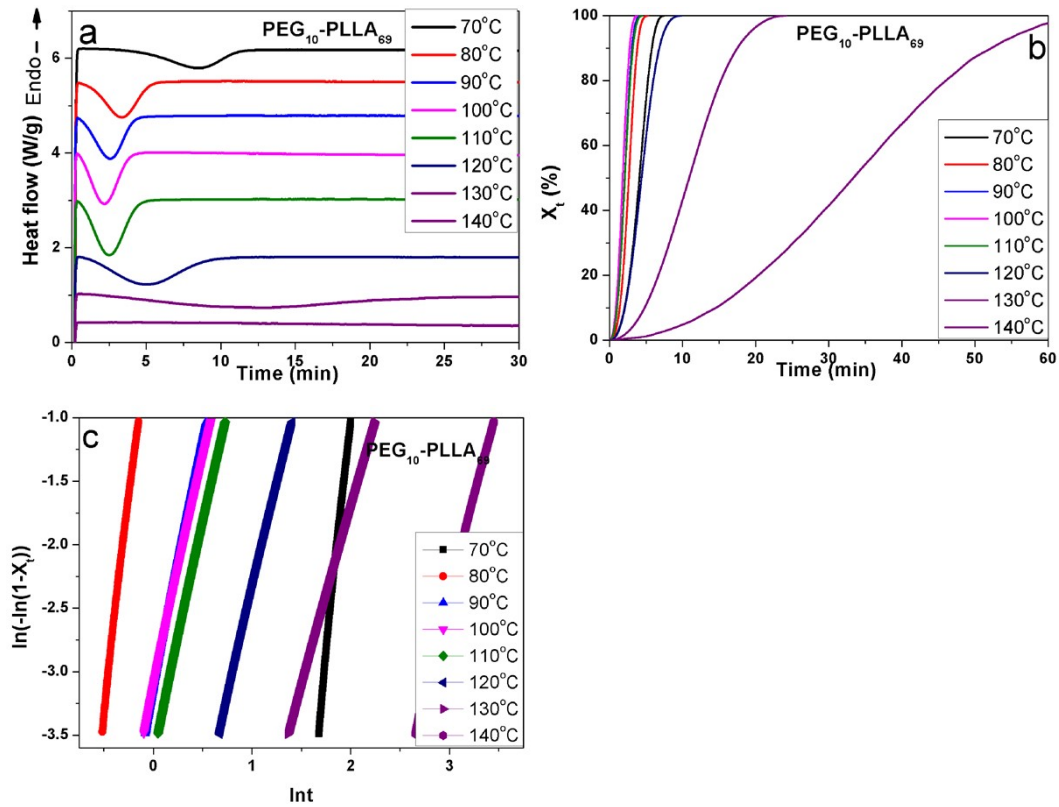 a
PEG₁₀-PLLA₆₉
70°C
80°C
90°C
100°C
110°C
120°C
130°C
140°C
Heat flow (W/g) Endo
6
4
2
0
0 5 10 15 20 25 30
Time (min)
b
PEG₁₀-PLLA₆₉
70°C
80°C
90°C
100°C
110°C
120°C
130°C
140°C
Xₜ (%)
100
80
60
40
20
0
0 10 20 30 40 50 60
Time (min)
c
PEG₁₀-PLLA₆₉
70°C
80°C
90°C
100°C
110°C
120°C
130°C
140°C
ln(-ln(1-Xₜ))
-1.0
-1.5
-2.0
-2.5
-3.0
-3.5
0 1 2 3
lnt